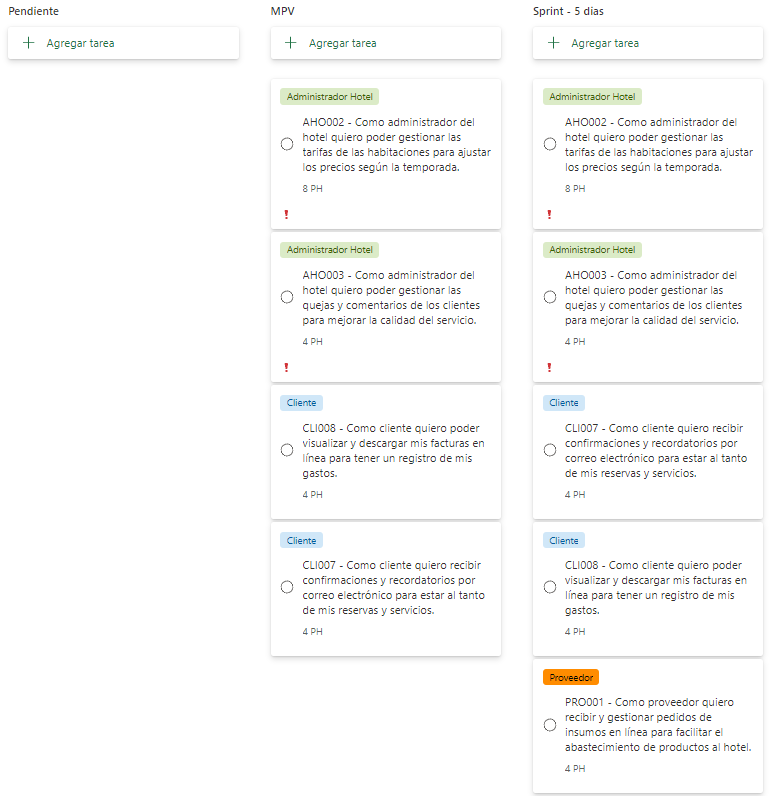 Pendiente
Agregar tarea
MPV
Agregar tarea
Administrador Hotel
AHO002 - Como administrador del
hotel quiero poder gestionar las
tarifas de las habitaciones para ajustar
los precios según la temporada.
8 PH
Administrador Hotel
AHO003 - Como administrador del
hotel quiero poder gestionar las
quejas y comentarios de los clientes
para mejorar la calidad del servicio.
4 PH
Cliente
CLI008 - Como cliente quiero poder
visualizar y descargar mis facturas en
línea para tener un registro de mis
gastos.
4 PH
Cliente
CLI007 - Como cliente quiero recibir
confirmaciones y recordatorios por
correo electrónico para estar al tanto
de mis reservas y servicios.
4 PH
Sprint - 5 días
Agregar tarea
Administrador Hotel
AHO002 - Como administrador del
hotel quiero poder gestionar las
tarifas de las habitaciones para ajustar
los precios según la temporada.
8 PH
Administrador Hotel
AHO003 - Como administrador del
hotel quiero poder gestionar las
quejas y comentarios de los clientes
para mejorar la calidad del servicio.
4 PH
Cliente
CLI007 - Como cliente quiero recibir
confirmaciones y recordatorios por
correo electrónico para estar al tanto
de mis reservas y servicios.
4 PH
Cliente
CLI008 - Como cliente quiero poder
visualizar y descargar mis facturas en
línea para tener un registro de mis
gastos.
4 PH
Proveedor
PRO001 - Como proveedor quiero
recibir y gestionar pedidos de
insumos en línea para facilitar el
abastecimiento de productos al hotel.
4 PH